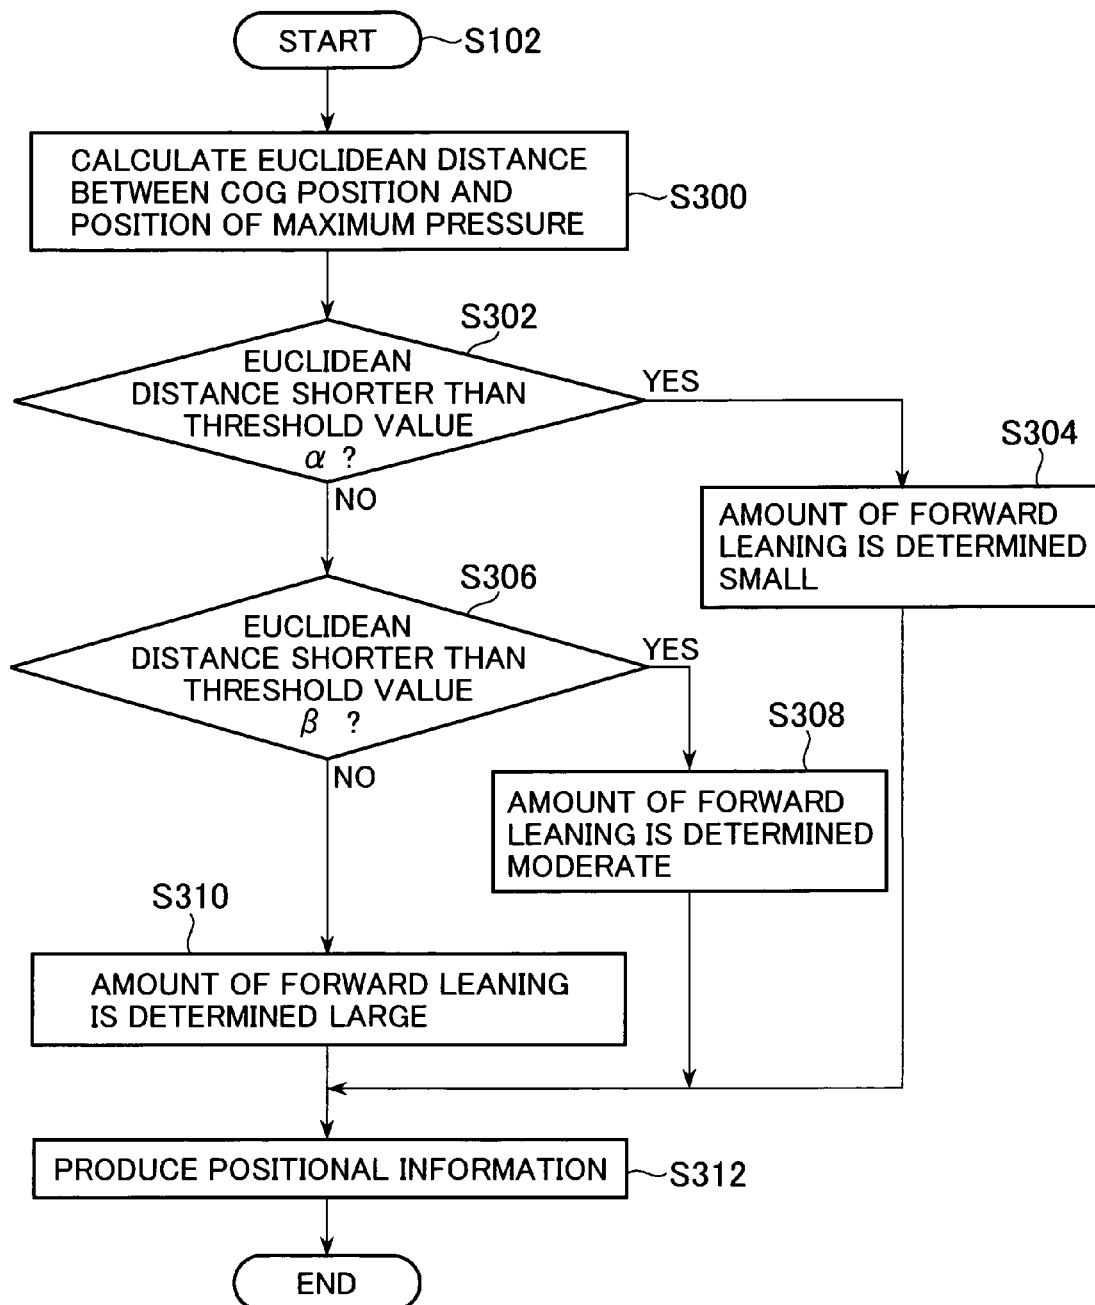 START
S102
CALCULATE EUCLIDEAN DISTANCE
BETWEEN COG POSITION AND
POSITION OF MAXIMUM PRESSURE
S300
S302
EUCLIDEAN
DISTANCE SHORTER THAN
THRESHOLD VALUE
α ?
YES
NO
S304
AMOUNT OF FORWARD
LEANING IS DETERMINED
SMALL
S306
EUCLIDEAN
DISTANCE SHORTER THAN
THRESHOLD VALUE
β ?
YES
NO
S308
AMOUNT OF FORWARD
LEANING IS DETERMINED
MODERATE
S310
AMOUNT OF FORWARD LEANING
IS DETERMINED LARGE
PRODUCE POSITIONAL INFORMATION
S312
END